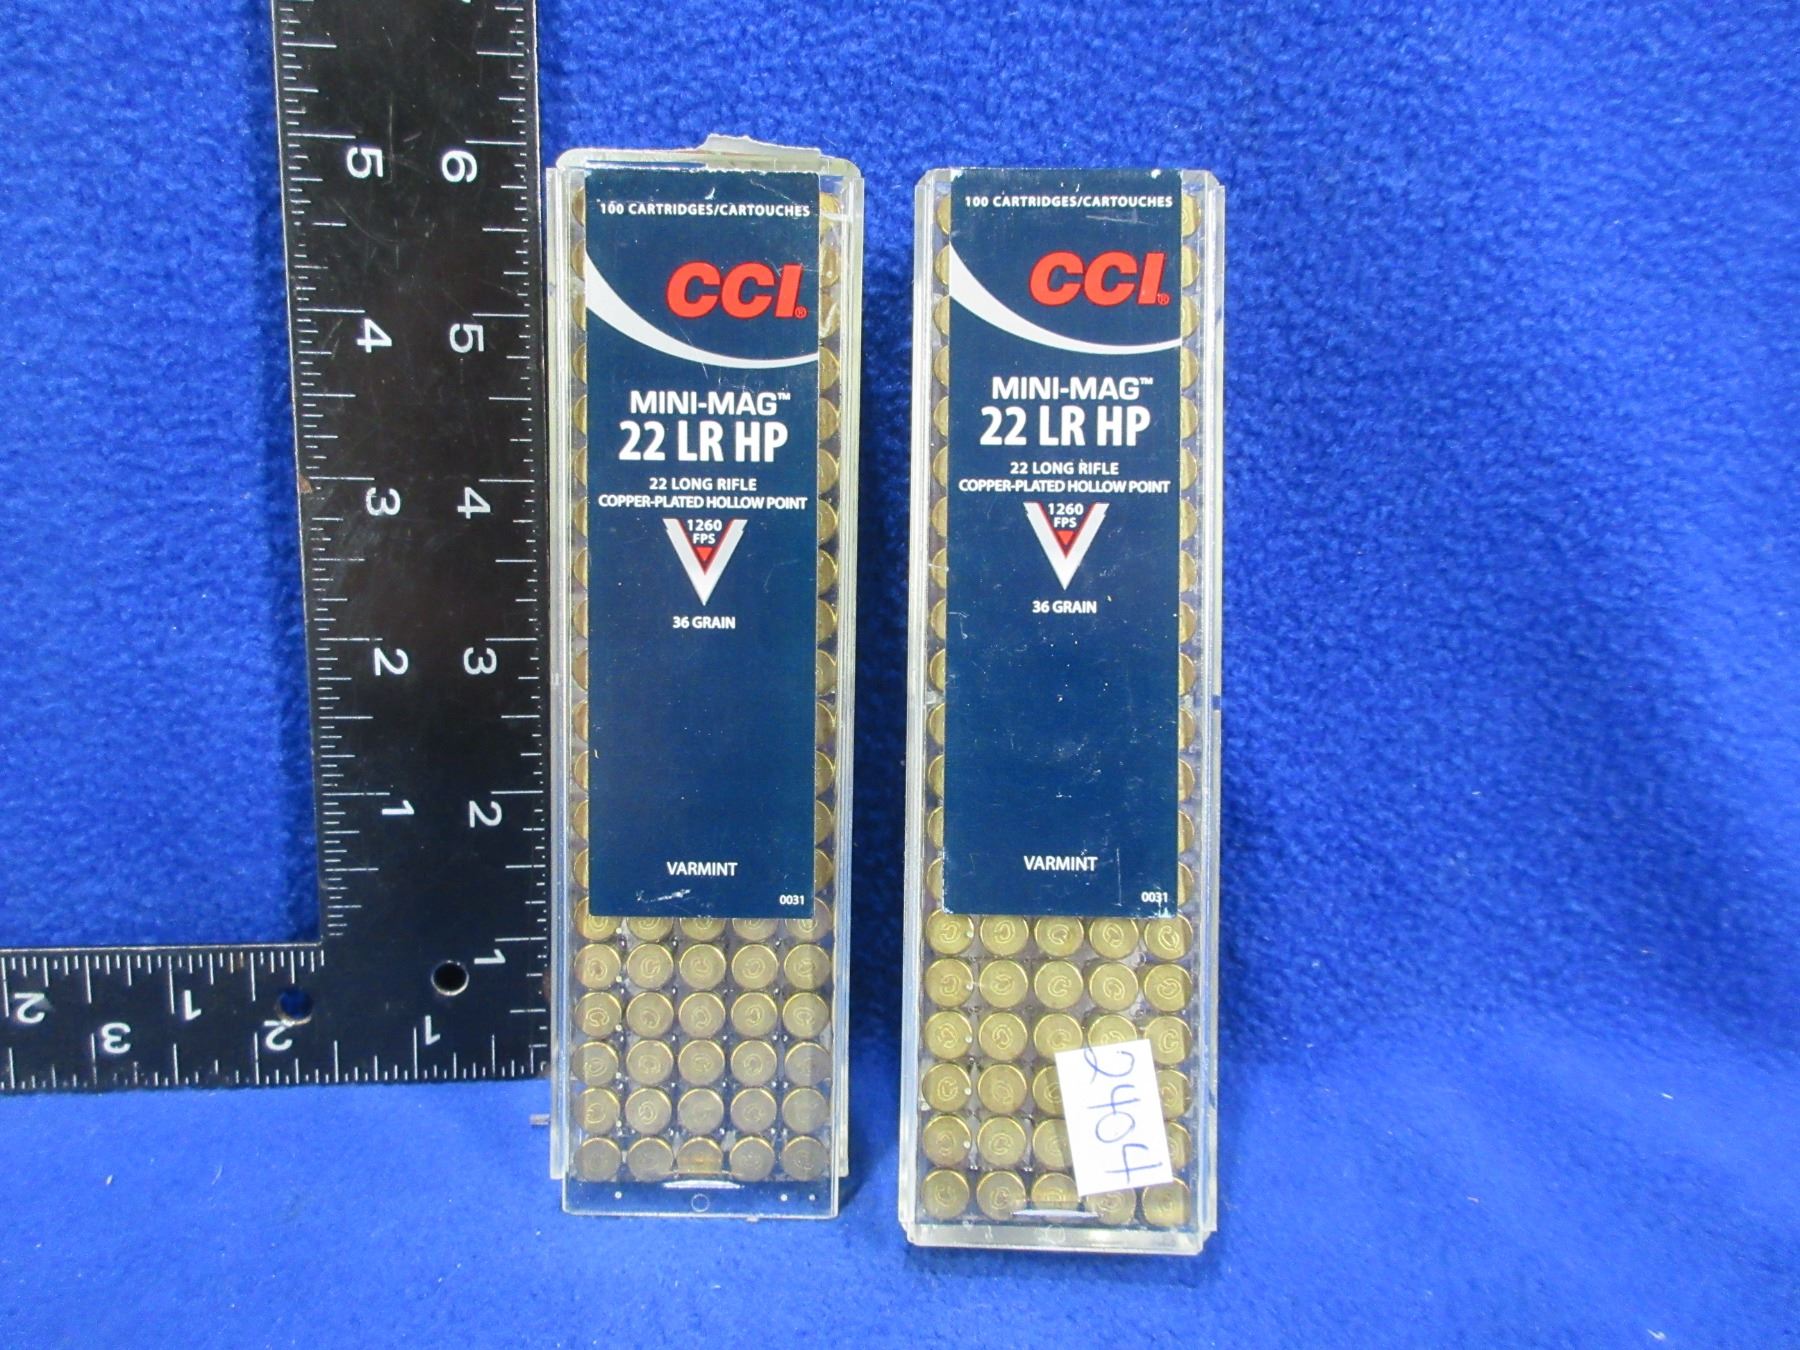 100 CARTRIDGES/CARTOUCHES
CCI®
MINI-MAG™
22 LR HP
22 LONG RIFLE
COPPER-PLATED HOLLOW POINT
1260
FPS
36 GRAIN
VARMINT
0031
100 CARTRIDGES/CARTOUCHES
CCI®
MINI-MAG™
22 LR HP
22 LONG RIFLE
COPPER-PLATED HOLLOW POINT
1260
FPS
36 GRAIN
VARMINT
0031
2404
5 6
4 5
3 4
2 3
1 2
1
2 1
3 2 1